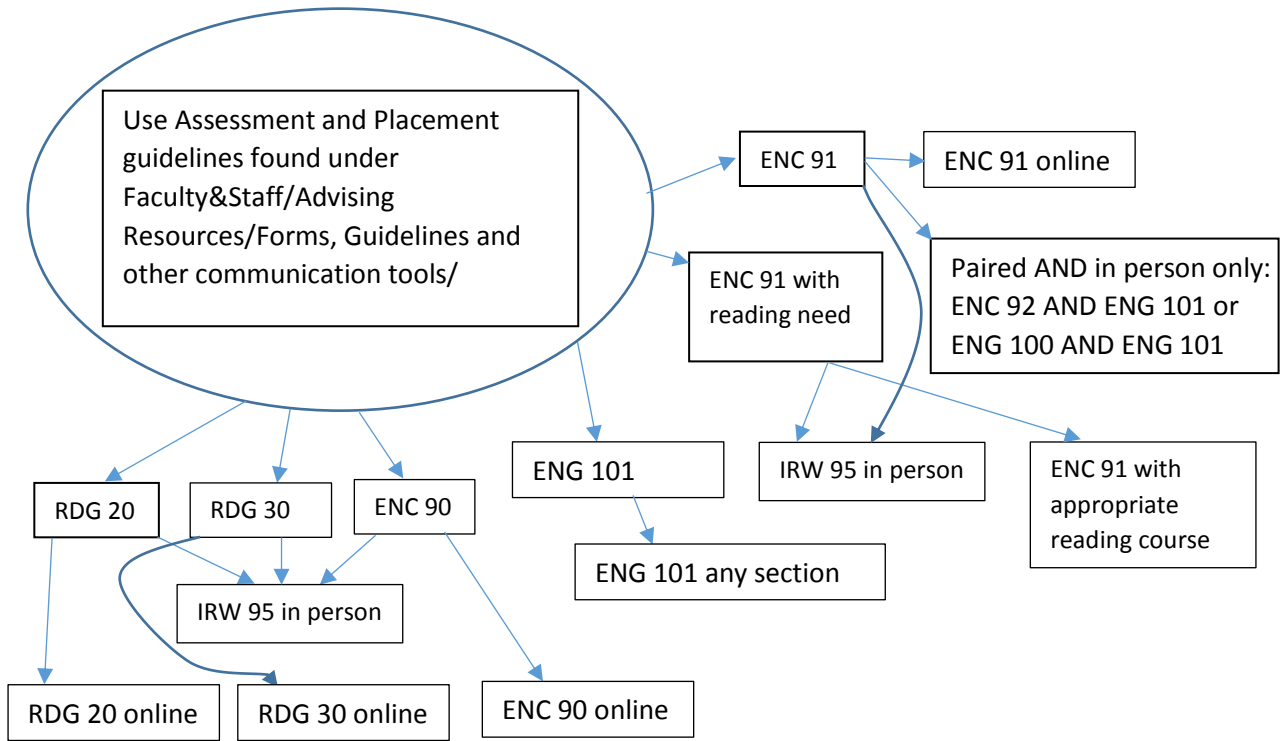 Use Assessment and Placement
guidelines found under
Faculty&Staff/Advising
Resources/Forms, Guidelines and
other communication tools/
ENC 91
ENC 91 online
ENC 91 with
reading need
Paired AND in person only:
ENC 92 AND ENG 101 or
ENG 100 AND ENG 101
RDG 20
RDG 30
ENC 90
ENG 101
IRW 95 in person
ENC 91 with
appropriate
reading course
IRW 95 in person
ENG 101 any section
RDG 20 online
RDG 30 online
ENC 90 online